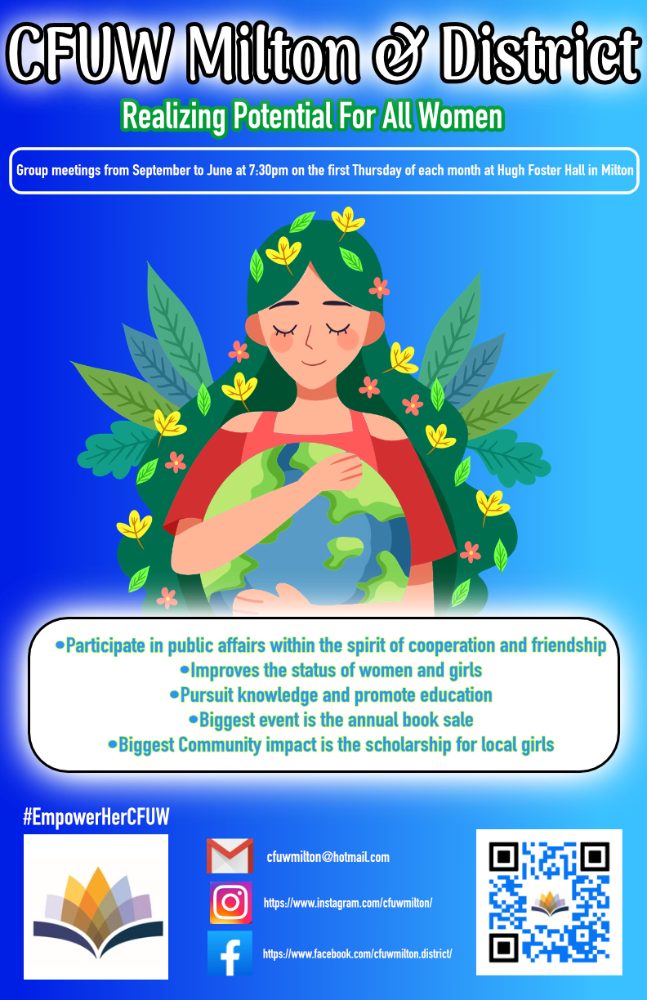 CFUW Milton & District
Realizing Potential For All Women
Group meetings from September to June at 7:30pm on the first Thursday of each month at Hugh Foster Hall in Milton
•Participate in public affairs within the spirit of cooperation and friendship
•Improves the status of women and girls
•Pursuit knowledge and promote education
•Biggest event is the annual book sale
•Biggest Community impact is the scholarship for local girls
#EmpowerHerCFUW
cfuwmilton@hotmail.com
https://www.instagram.com/cfuwmilton/
https://www.facebook.com/cfuwmilton.district/